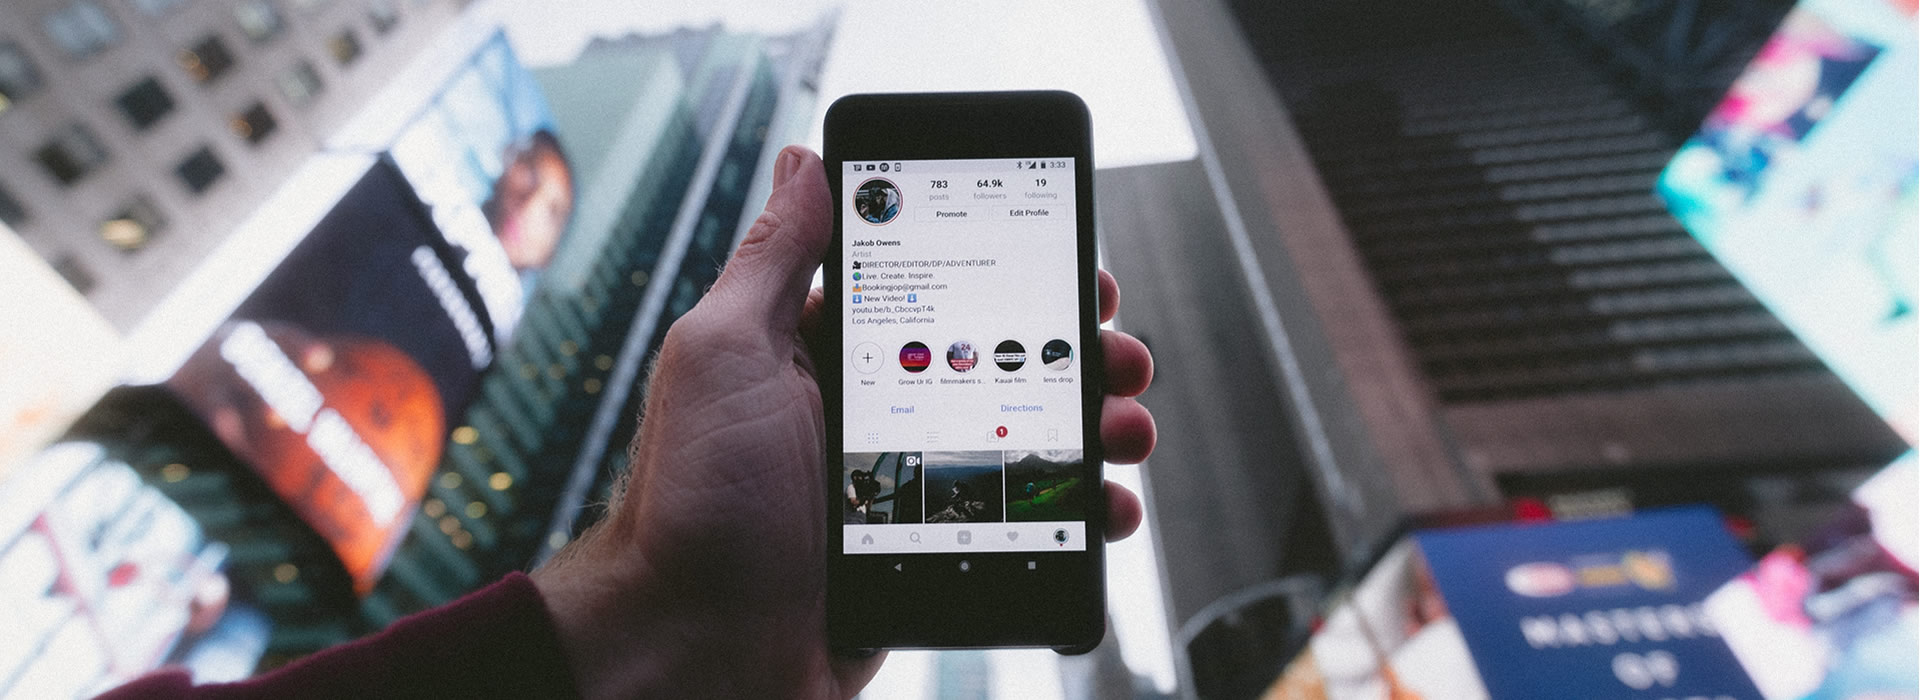 3:33
783 64.9k 19
posts followers following
Promote Edit Profile
Jakob Owens
Artist
🎥DIRECTOR/EDITOR/DP/ADVENTURER
🌎Live. Create. Inspire.
📩Bookingjop@gmail.com
⬇️ New Video! ⬇️
youtu.be/b_CbccvpT4k
Los Angeles, California
24
New Grow Ur IG filmmakers s... Kauai film lens drop
Email Directions
1
MASTERS
OF